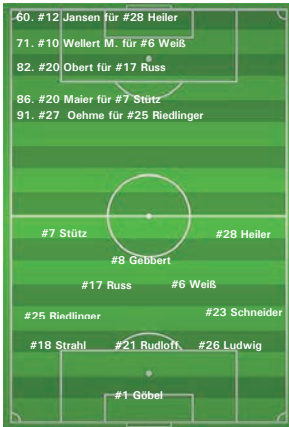 60. #12 Jansen für #28 Heiler
71. #10 Wellert M. für #6 Weiß
82. #20 Obert für #17 Russ
86. #20 Maier für #7 Stütz
91. #27 Oehme für #25 Riedlinger
#7 Stütz
#28 Heiler
#8 Gebbert
#17 Russ
#6 Weiß
#25 Riedlinger
#23 Schneider
#18 Strahl
#21 Rudloff
#26 Ludwig
#1 Göbel